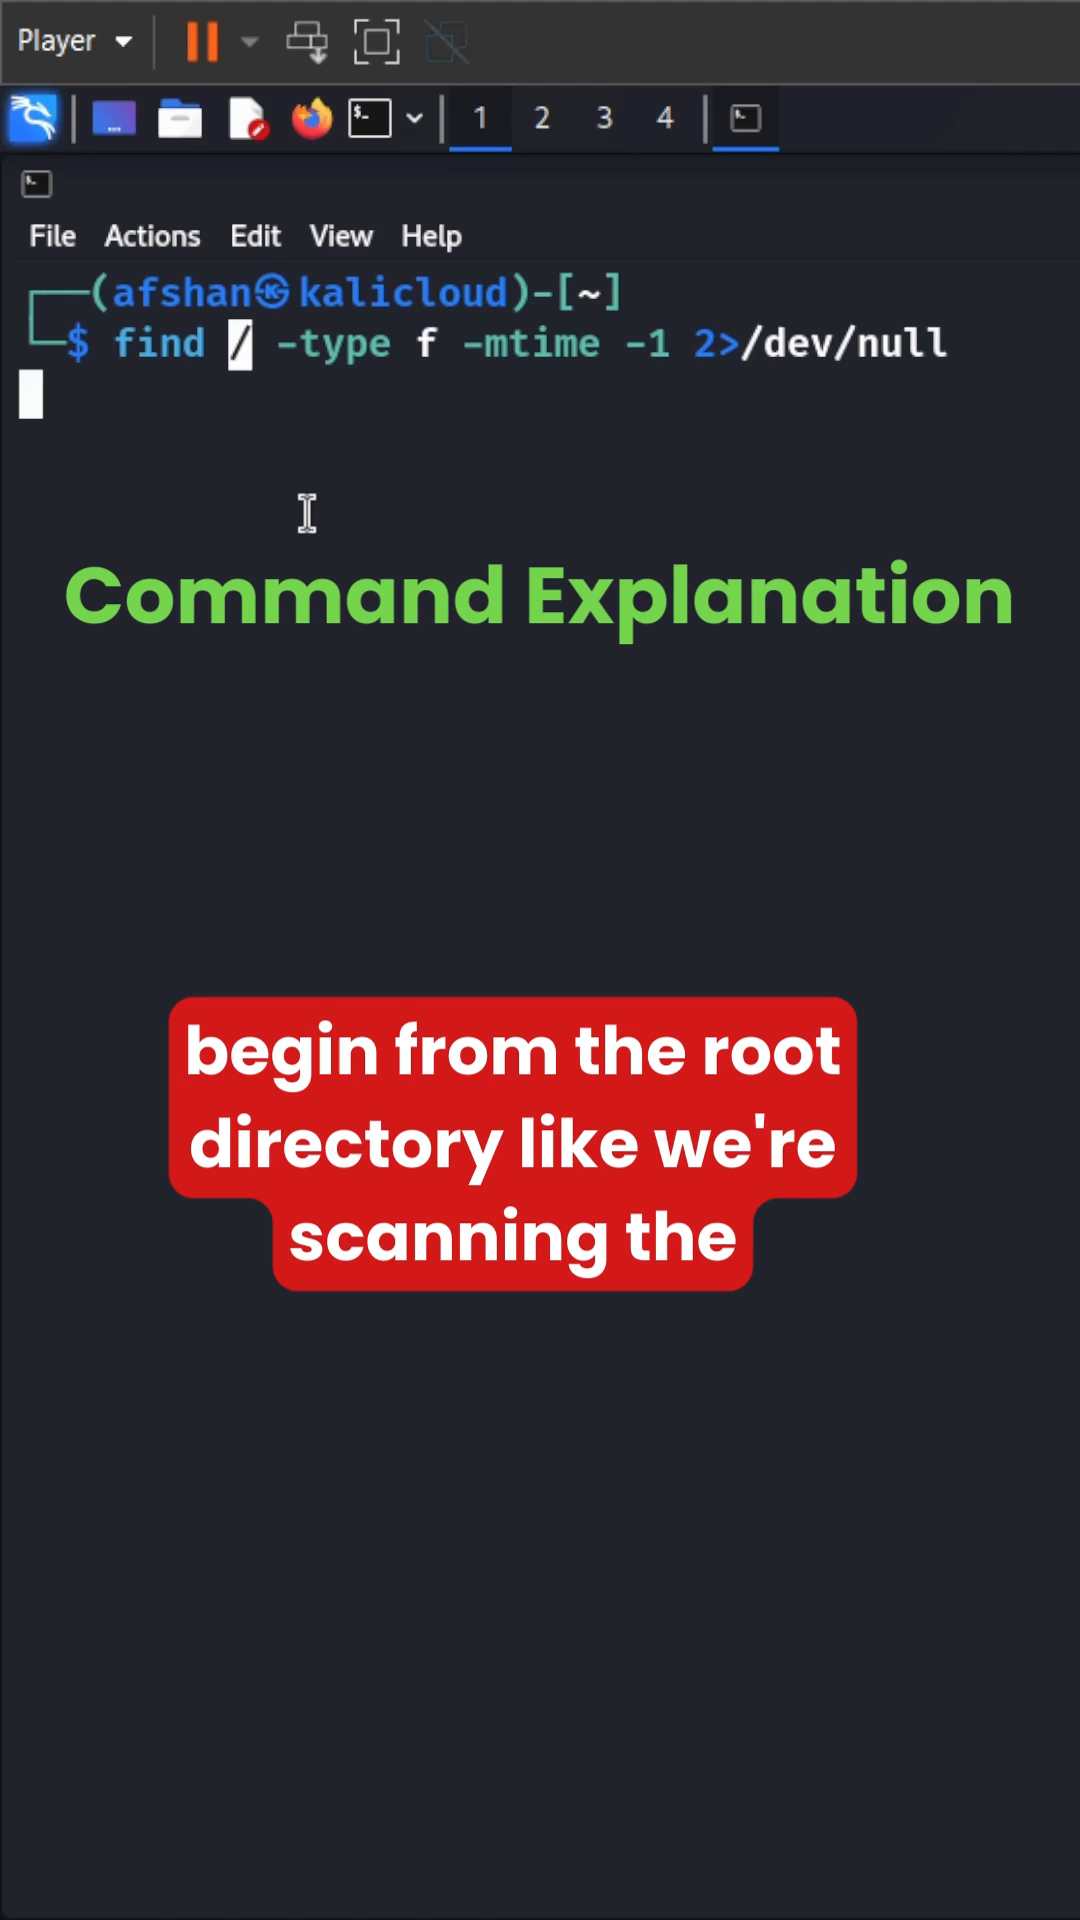 Player
1 2 3 4
File Actions Edit View Help
(afshan㉿kalicloud)-[~]
$ find / -type f -mtime -1 2>/dev/null
Command Explanation
begin from the root
directory like we're
scanning the